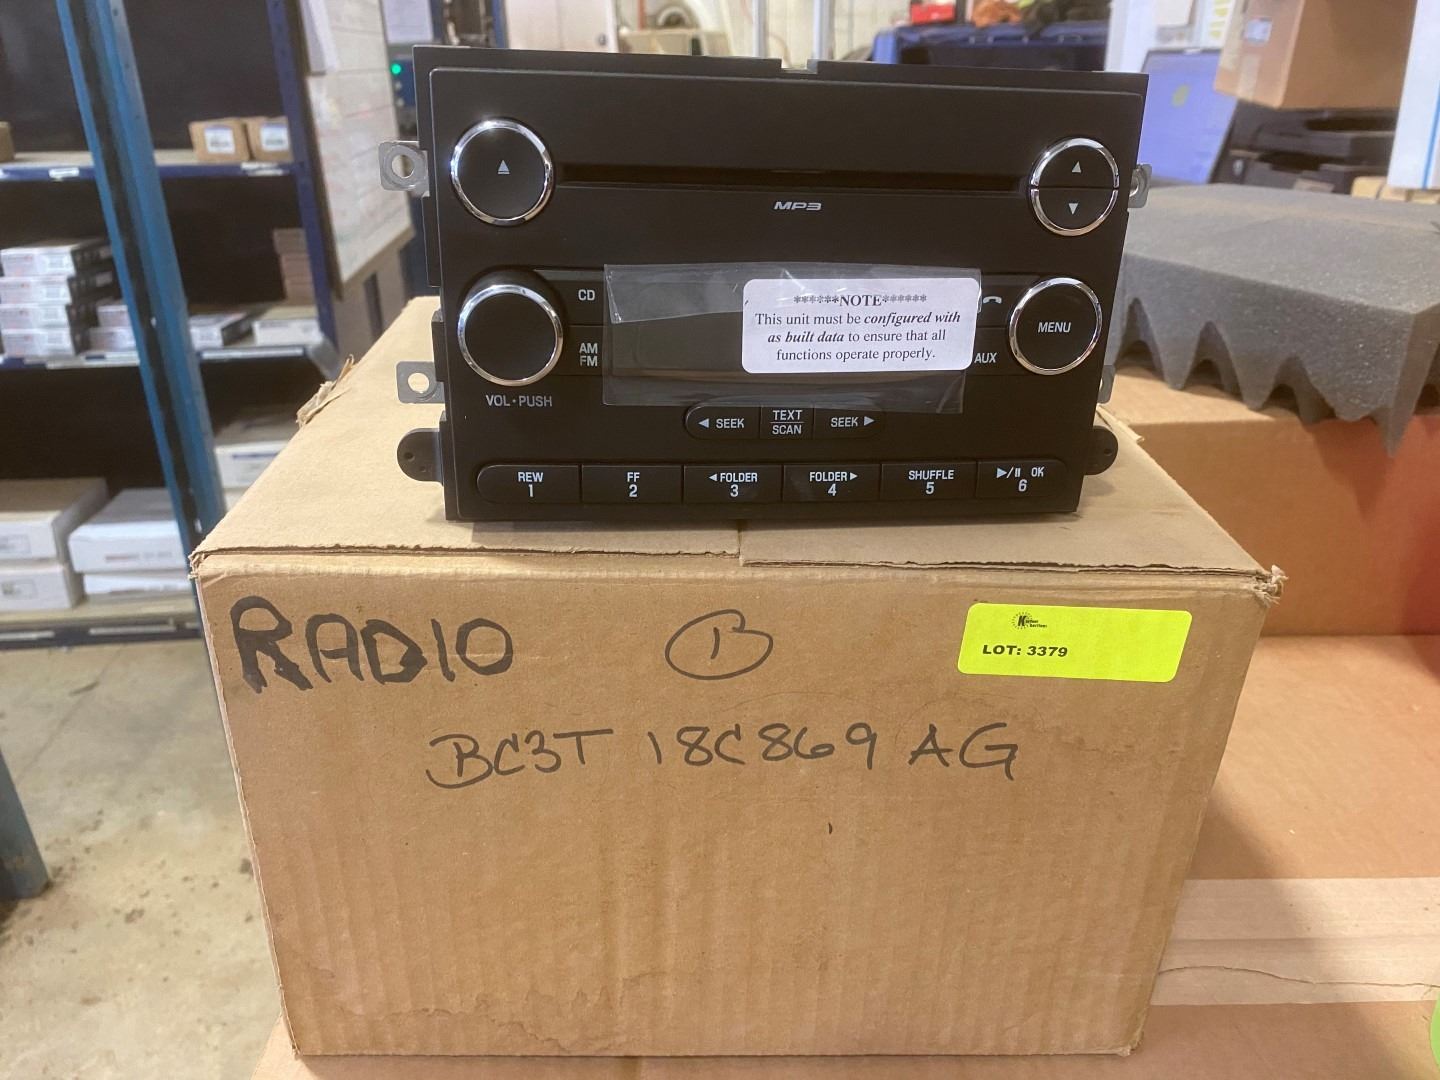 MP3
CD
AM
FM
VOL•PUSH
******NOTE******
This unit must be configured with
as built data to ensure that all
functions operate properly.
MENU
AUX
◄ SEEK
TEXT
SCAN
SEEK ►
REW
1
FF
2
◄FOLDER
3
FOLDER►
4
SHUFFLE
5
►/II OK
6
RADIO
B
LOT: 3379
BC3T 18C869 AG